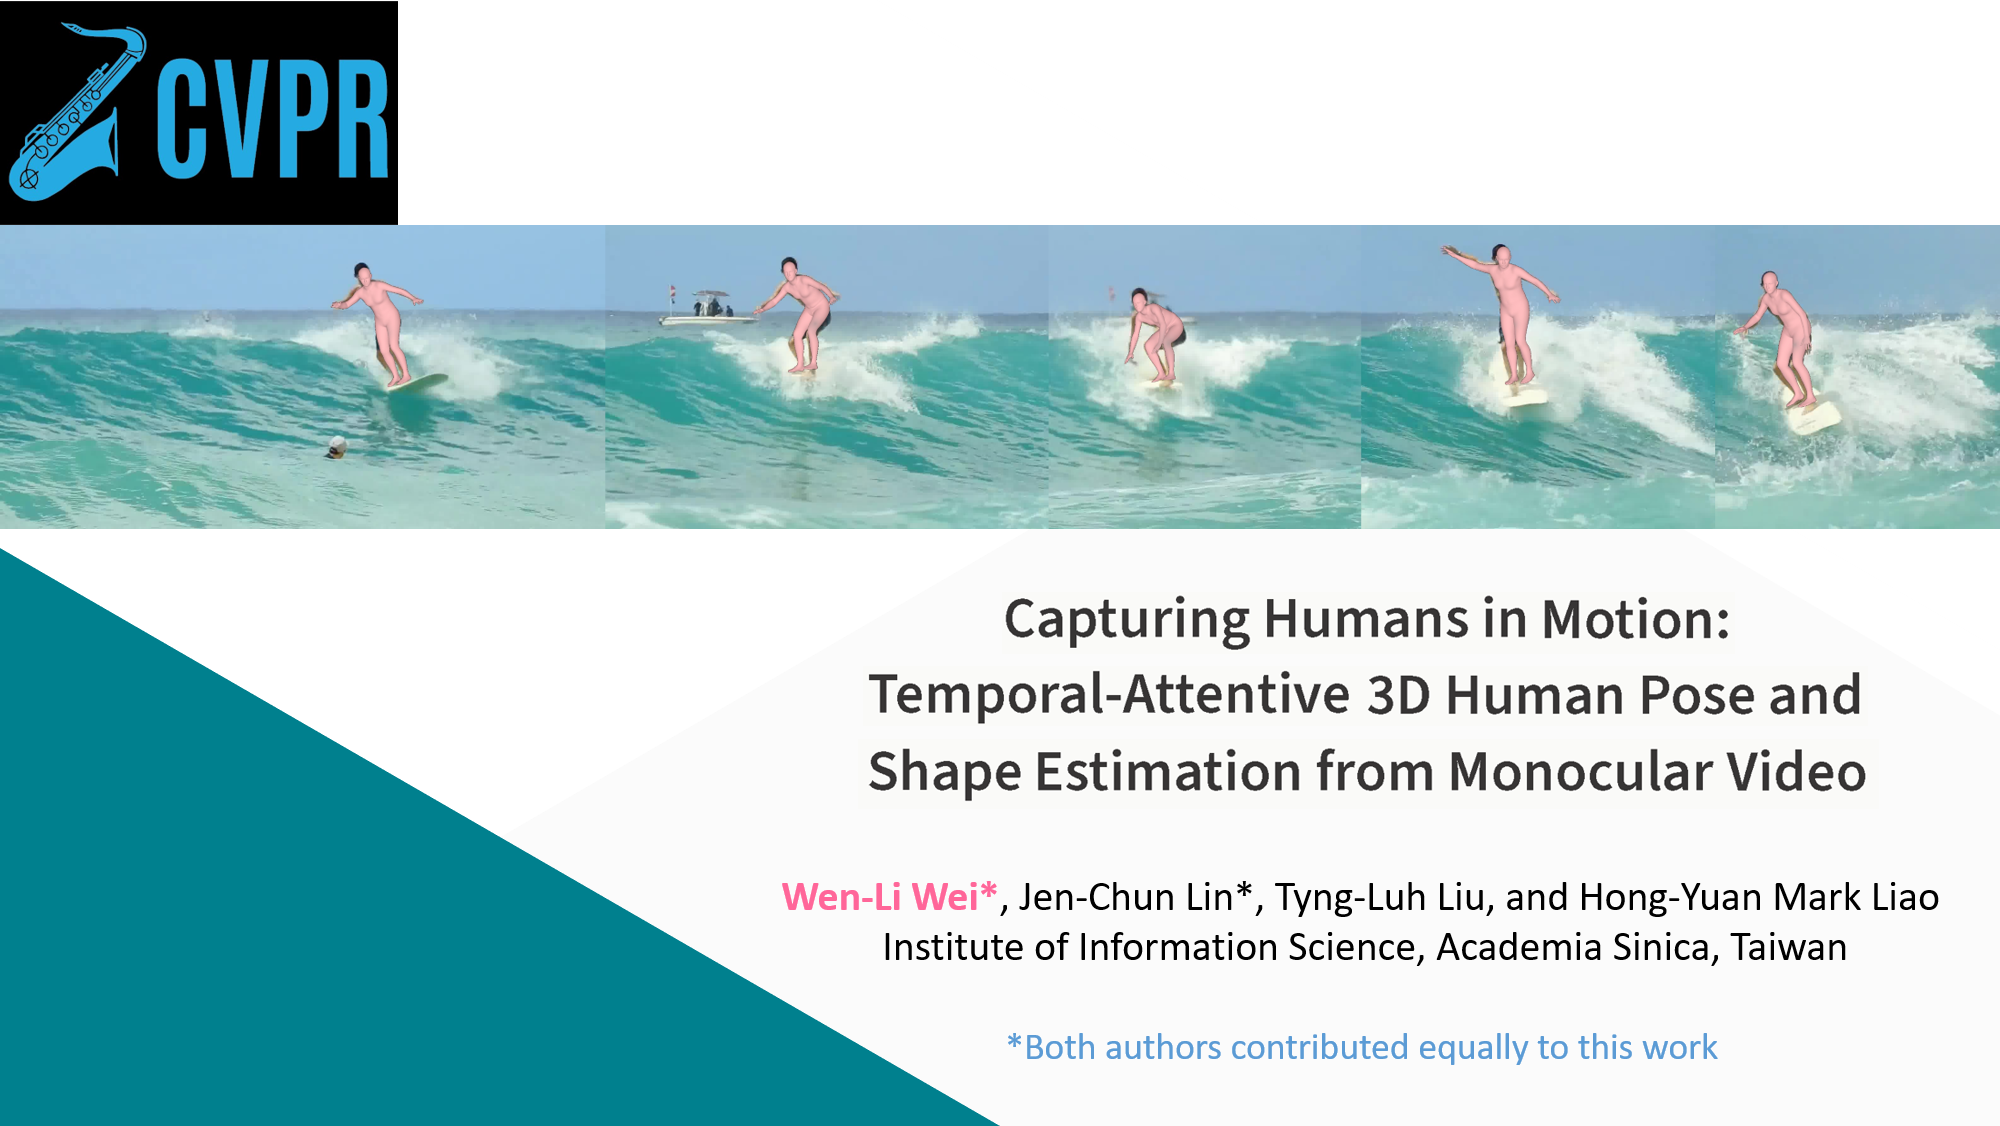 CVPR
Capturing Humans in Motion:
Temporal-Attentive 3D Human Pose and
Shape Estimation from Monocular Video
Wen-Li Wei*, Jen-Chun Lin*, Tyng-Luh Liu, and Hong-Yuan Mark Liao
Institute of Information Science, Academia Sinica, Taiwan
*Both authors contributed equally to this work